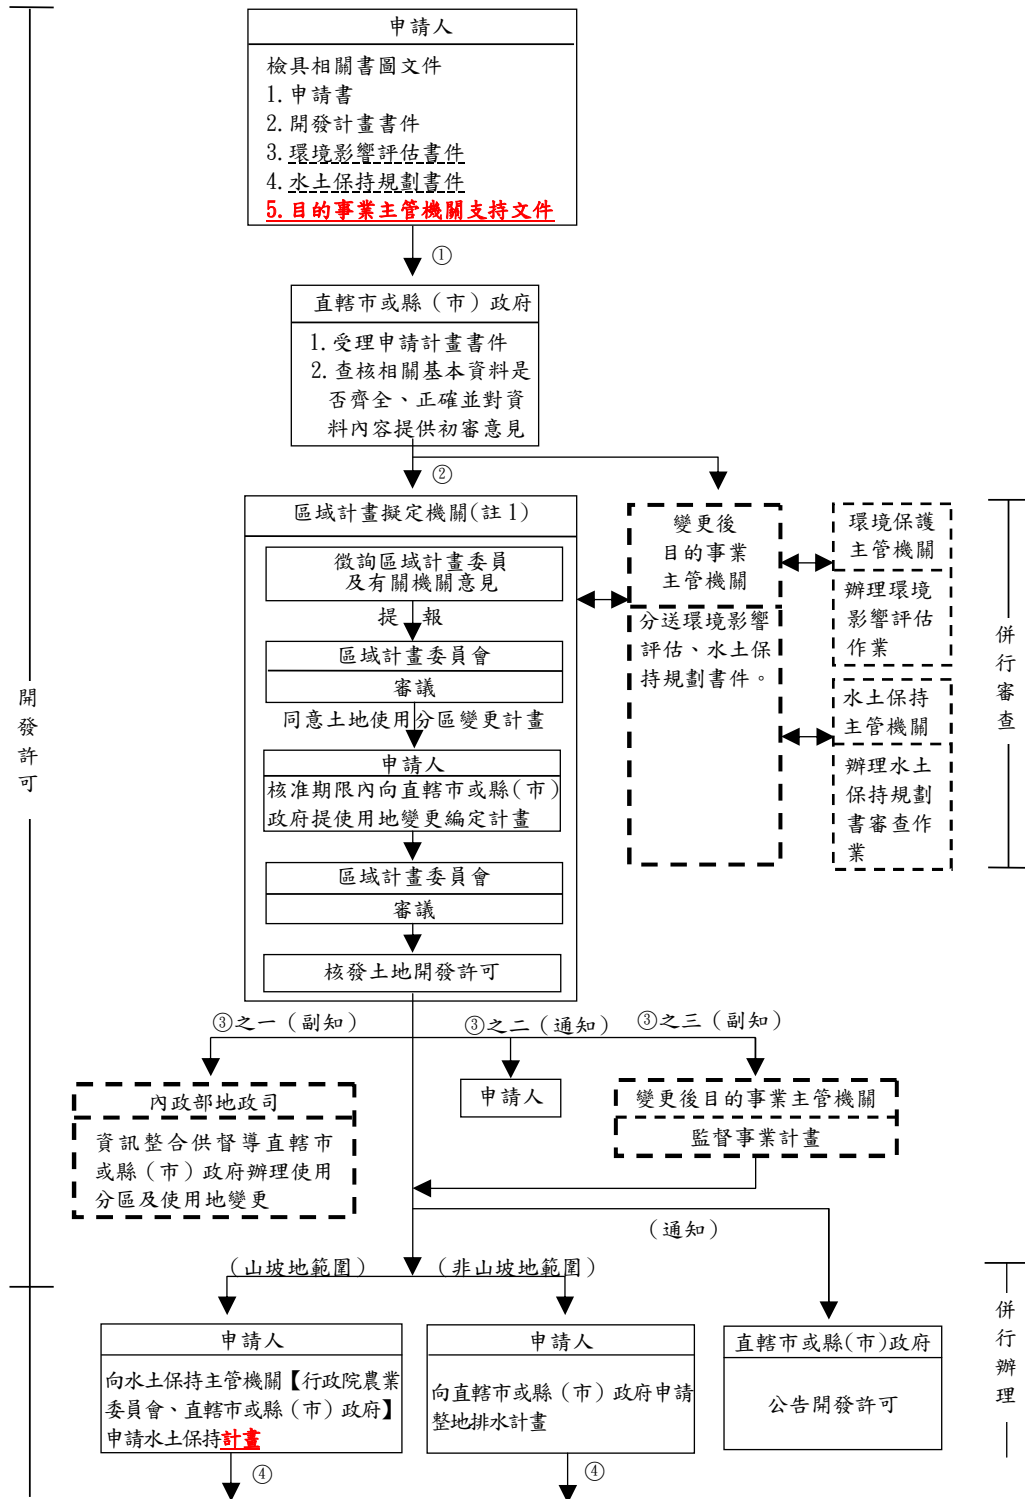 申請人
檢具相關書圖文件
1.申請書
2.開發計畫書件
3.環境影響評估書件
4.水土保持規劃書件
5.目的事業主管機關支持文件
①
直轄市或縣（市）政府
1.受理申請計畫書件
2.查核相關基本資料是
否齊全、正確並對資
料內容提供初審意見
②
區域計畫擬定機關(註1)
徵詢區域計畫委員
及有關機關意見
提 報
區域計畫委員會
審議
同意土地使用分區變更計畫
申請人
核准期限內向直轄市或縣(市)
政府提使用地變更編定計畫
區域計畫委員會
審議
核發土地開發許可
變更後
目的事業
主管機關
分送環境影響
評估、水土保
持規劃書件。
環境保護
主管機關
辦理環境
影響評估
作業
水土保持
主管機關
辦理水土
保持規劃
書審查作
業
併行審查
開發許可
③之一（副知）
③之二（通知）
③之三（副知）
內政部地政司
資訊整合供督導直轄市
或縣（市）政府辦理使用
分區及使用地變更
申請人
變更後目的事業主管機關
監督事業計畫
（通知）
（山坡地範圍）
（非山坡地範圍）
申請人
向水土保持主管機關【行政院農業
委員會、直轄市或縣（市）政府】
申請水土保持計畫
④
申請人
向直轄市或縣（市）政府申請
整地排水計畫
④
直轄市或縣(市)政府
公告開發許可
併行辦理